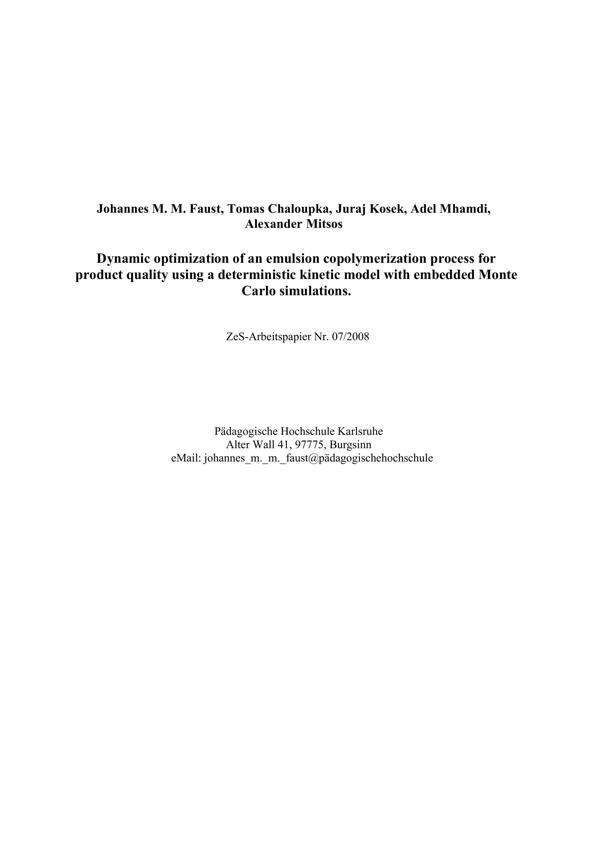 Johannes M. M. Faust, Tomas Chaloupka, Juraj Kosek, Adel Mhamdi,
Alexander Mitsos
Dynamic optimization of an emulsion copolymerization process for
product quality using a deterministic kinetic model with embedded Monte
Carlo simulations.
ZeS-Arbeitspapier Nr. 07/2008
Pädagogische Hochschule Karlsruhe
Alter Wall 41, 97775, Burgsinn
eMail: johannes_m._m._faust@pädagogischehochschule